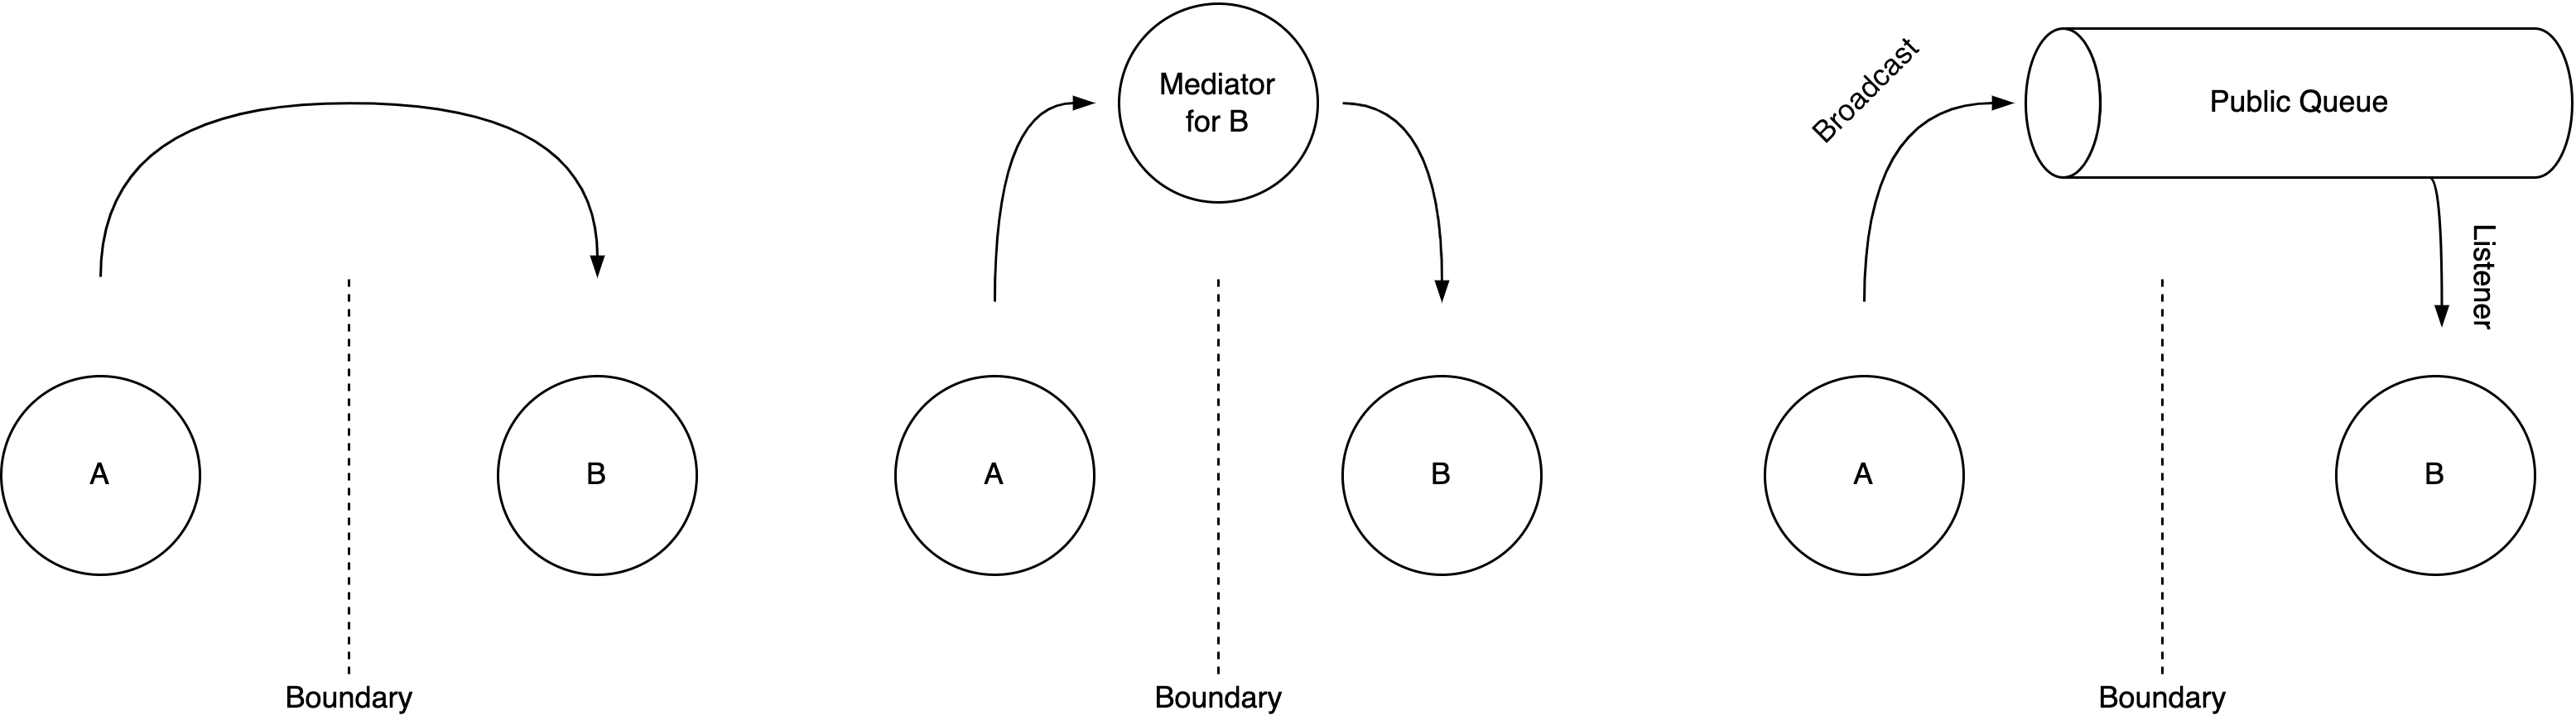 A
B
Boundary
Mediator
for B
A
B
Boundary
Broadcast
Public Queue
Listener
A
B
Boundary